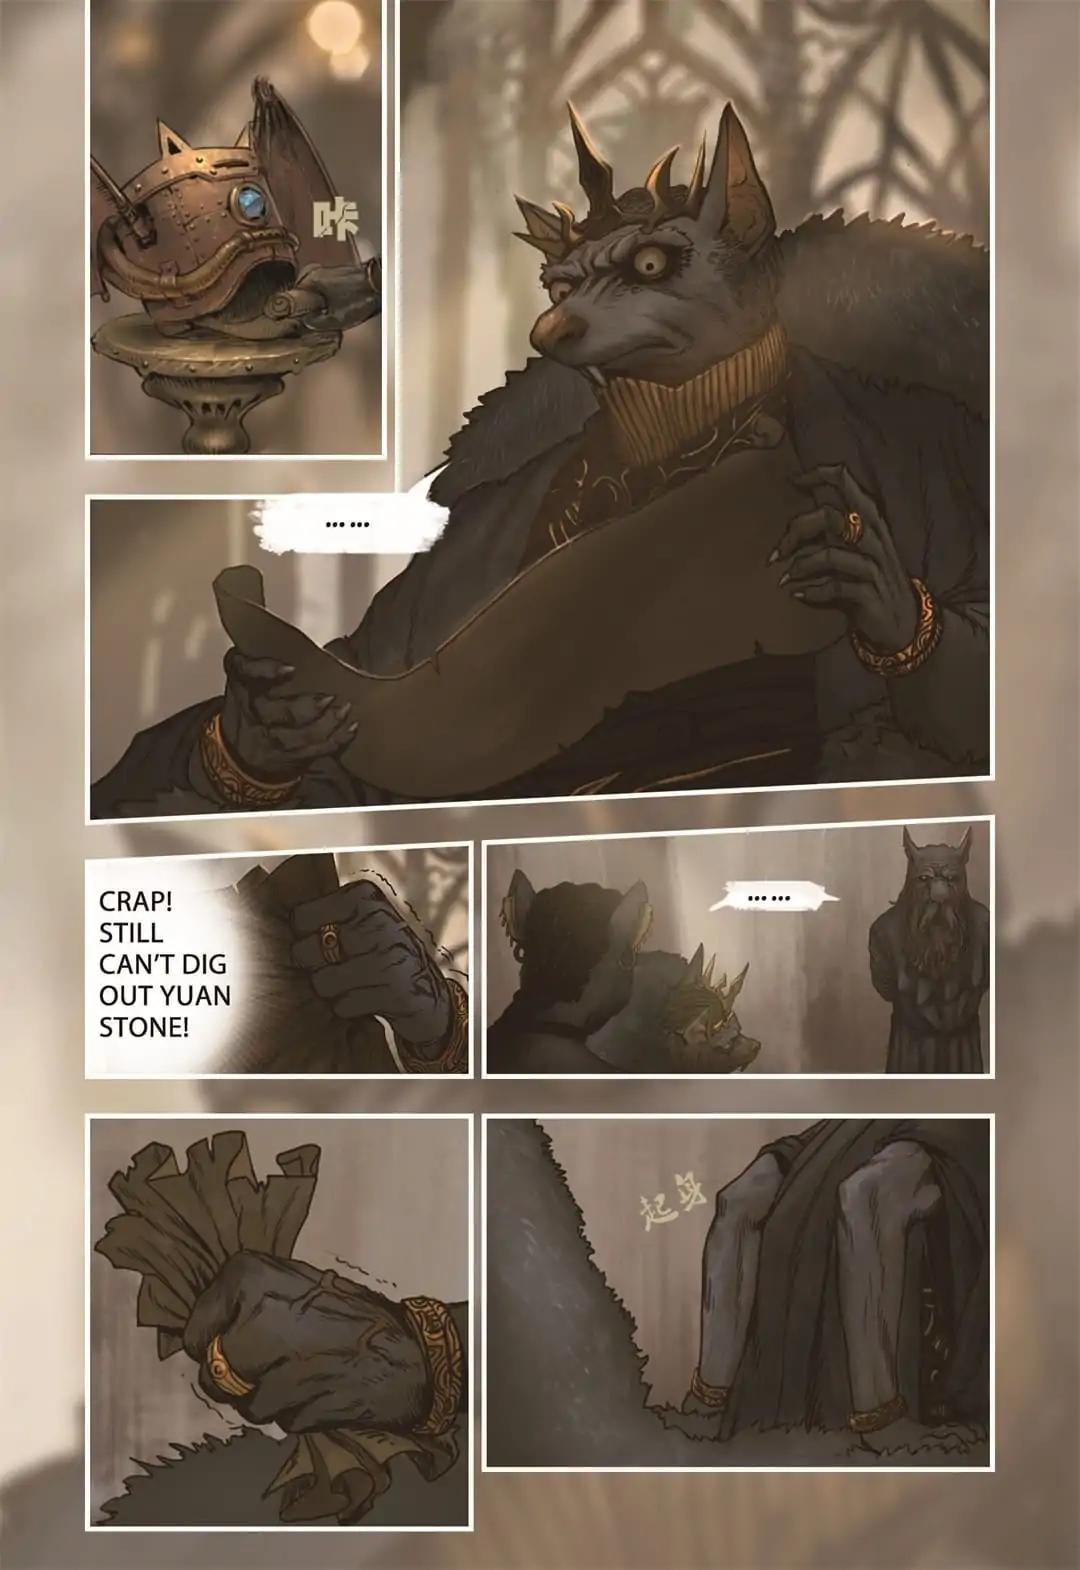 咔
... ...
CRAP!
STILL
CAN'T DIG
OUT YUAN
STONE!
... ...
起身